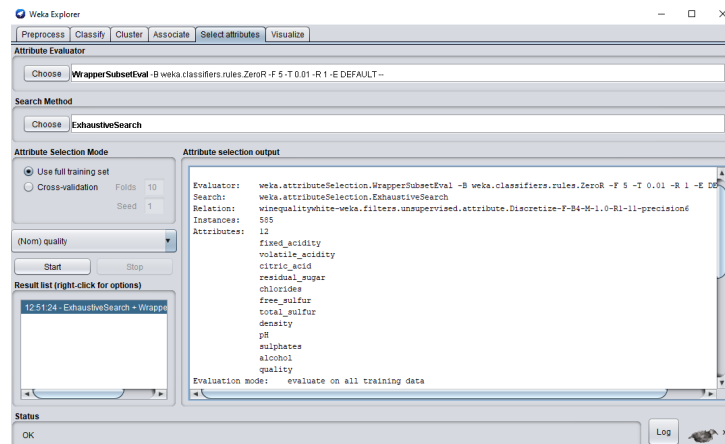 Weka Explorer
Preprocess Classify Cluster Associate Select attributes Visualize
Attribute Evaluator
Choose WrapperSubsetEval -B weka.classifiers.rules.ZeroR -F 5 -T 0.01 -R 1 -E DEFAULT --
Search Method
Choose ExhaustiveSearch
Attribute Selection Mode
Use full training set
Cross-validation Folds 10
Seed 1
(Nom) quality
Start Stop
Result list (right-click for options)
12:51:24 - ExhaustiveSearch + Wrappe
Attribute selection output
Evaluator: weka.attributeSelection.WrapperSubsetEval -B weka.classifiers.rules.ZeroR -F 5 -T 0.01 -R 1 -E DE
Search: weka.attributeSelection.ExhaustiveSearch
Relation: winequalitywhite-weka.filters.unsupervised.attribute.Discretize-F-B4-M-1.0-R1-11-precision6
Instances: 585
Attributes: 12
fixed_acidity
volatile_acidity
citric_acid
residual_sugar
chlorides
free_sulfur
total_sulfur
density
pH
sulphates
alcohol
quality
Evaluation mode: evaluate on all training data
Status
OK
Log